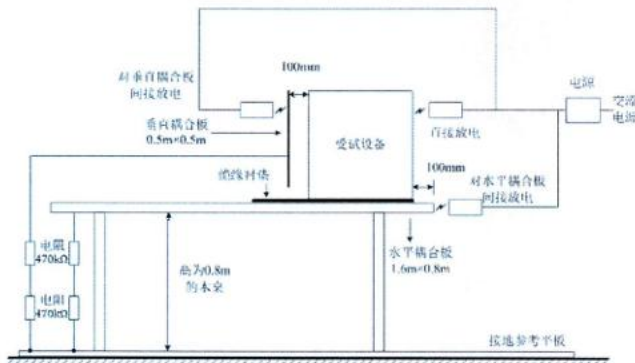 对垂直耦合板
间接放电
100mm
电源
交流
电源
垂直耦合板
0.5m×0.5m
受试设备
直接放电
100mm
绝缘衬垫
对水平耦合板
间接放电
电阻
470kΩ
高为0.8m
的木桌
水平耦合板
1.6m×0.8m
电阻
470kΩ
接地参考平板